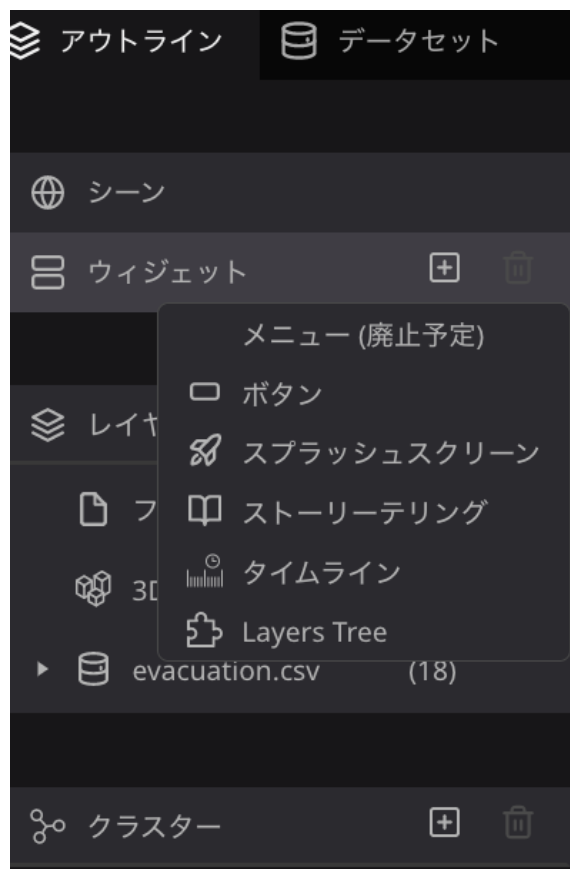 アウトライン
データセット
シーン
ウィジェット
メニュー (廃止予定)
ボタン
レイヤ
スプラッシュスクリーン
フ
ストーリーテリング
3D
タイムライン
Layers Tree
evacuation.csv (18)
クラスター